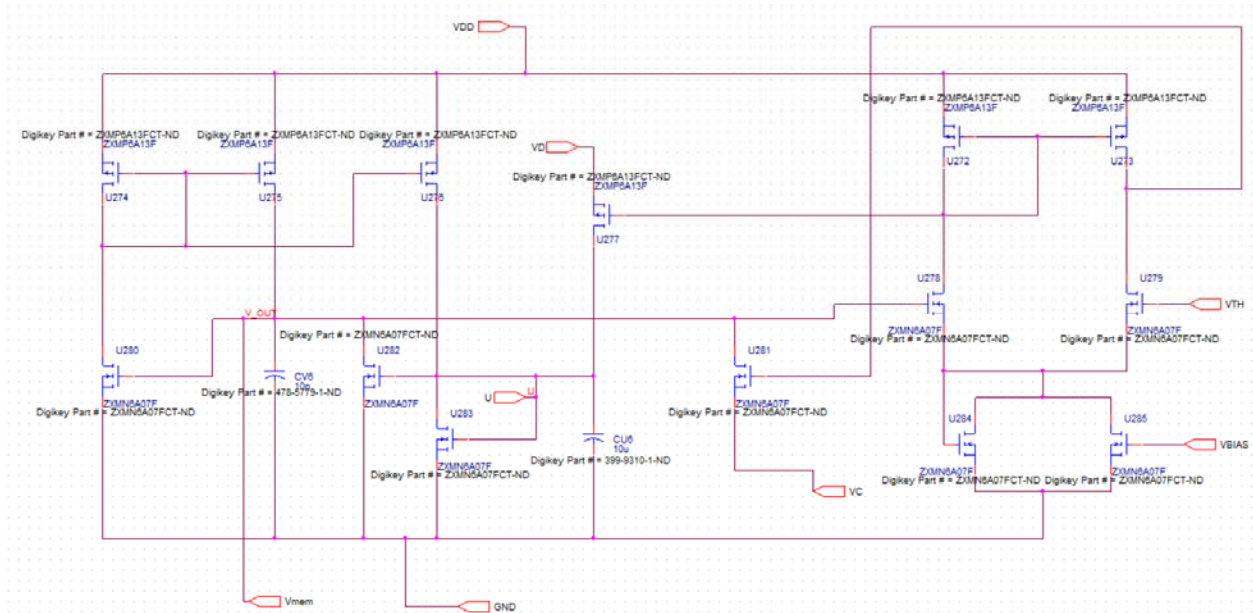 VDD
Digikey Part # = ZXMP6A13FCT-ND
ZXMP6A13F
U274
Digikey Part # = ZXMP6A13FCT-ND
ZXMP6A13F
U275
Digikey Part # = ZXMP6A13FCT-ND
ZXMP6A13F
U276
VD
Digikey Part # = ZXMP6A13FCT-ND
ZXMP6A13F
U277
Digikey Part # = ZXMP6A13FCT-ND
ZXMP6A13F
U272
Digikey Part # = ZXMP6A13FCT-ND
ZXMP6A13F
U273
U278
ZXMN6A07F
Digikey Part # = ZXMN6A07FCT-ND
U279
VTH
ZXMN6A07F
Digikey Part # = ZXMN6A07FCT-ND
V_OUT
U280
ZXMN6A07F
Digikey Part # = ZXMN6A07FCT-ND
CV6
Digikey Part # = 478-5779-1-ND
Digikey Part # = ZXMN6A07FCT-ND
U282
ZXMN6A07F
U
U
U283
ZXMN6A07F
Digikey Part # = ZXMN6A07FCT-ND
CU6
10u
Digikey Part # = 399-9310-1-ND
U281
ZXMN6A07F
Digikey Part # = ZXMN6A07FCT-ND
VC
U284
ZXMN6A07F
Digikey Part # = ZXMN6A07FCT-ND
U285
VBIAS
ZXMN6A07F
Digikey Part # = ZXMN6A07FCT-ND
Vmem
GND